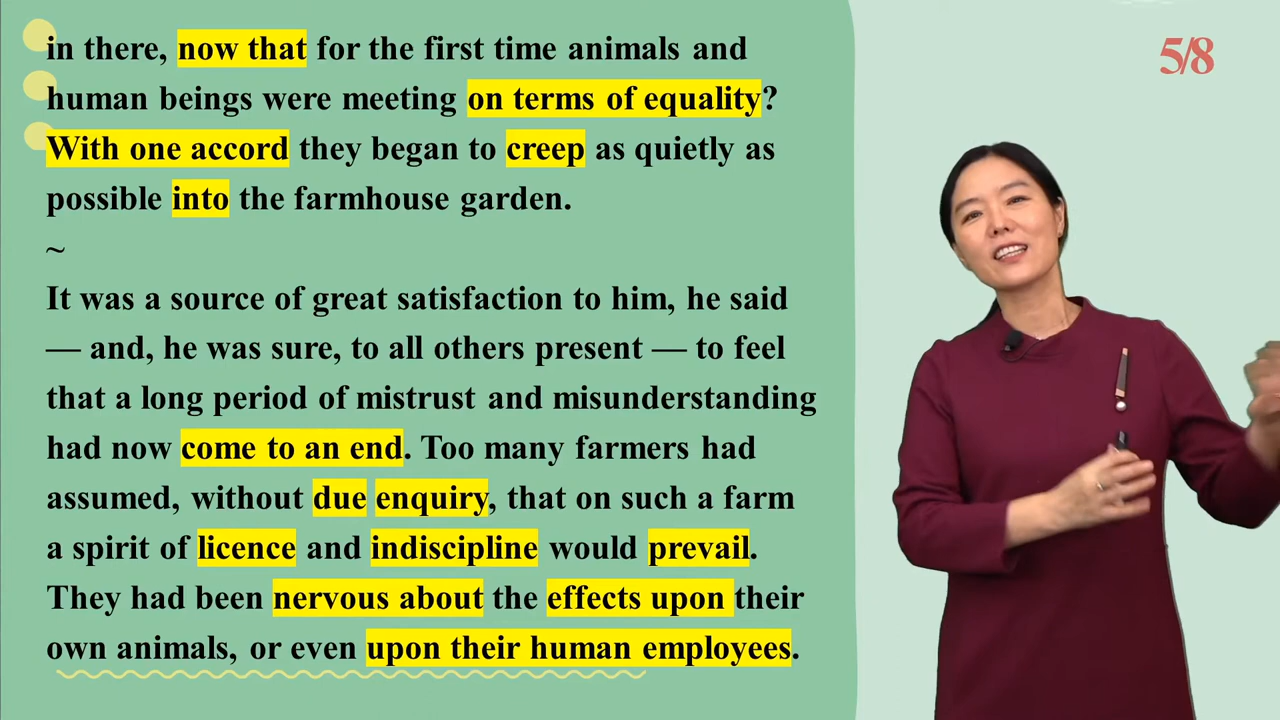 5/8
in there, now that for the first time animals and
human beings were meeting on terms of equality?
With one accord they began to creep as quietly as
possible into the farmhouse garden.
~
It was a source of great satisfaction to him, he said
— and, he was sure, to all others present — to feel
that a long period of mistrust and misunderstanding
had now come to an end. Too many farmers had
assumed, without due enquiry, that on such a farm
a spirit of licence and indiscipline would prevail.
They had been nervous about the effects upon their
own animals, or even upon their human employees.